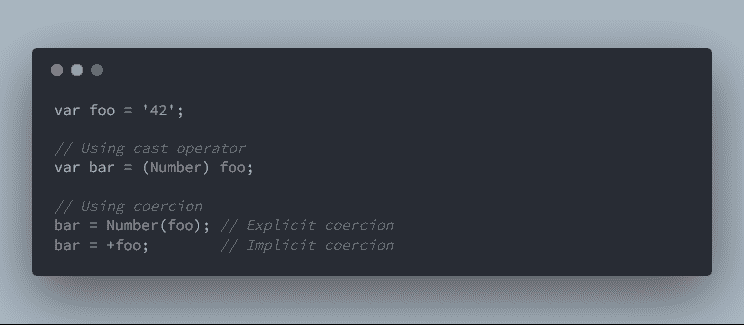 var foo = '42';
// Using cast operator
var bar = (Number) foo;
// Using coercion
bar = Number(foo); // Explicit coercion
bar = +foo;        // Implicit coercion